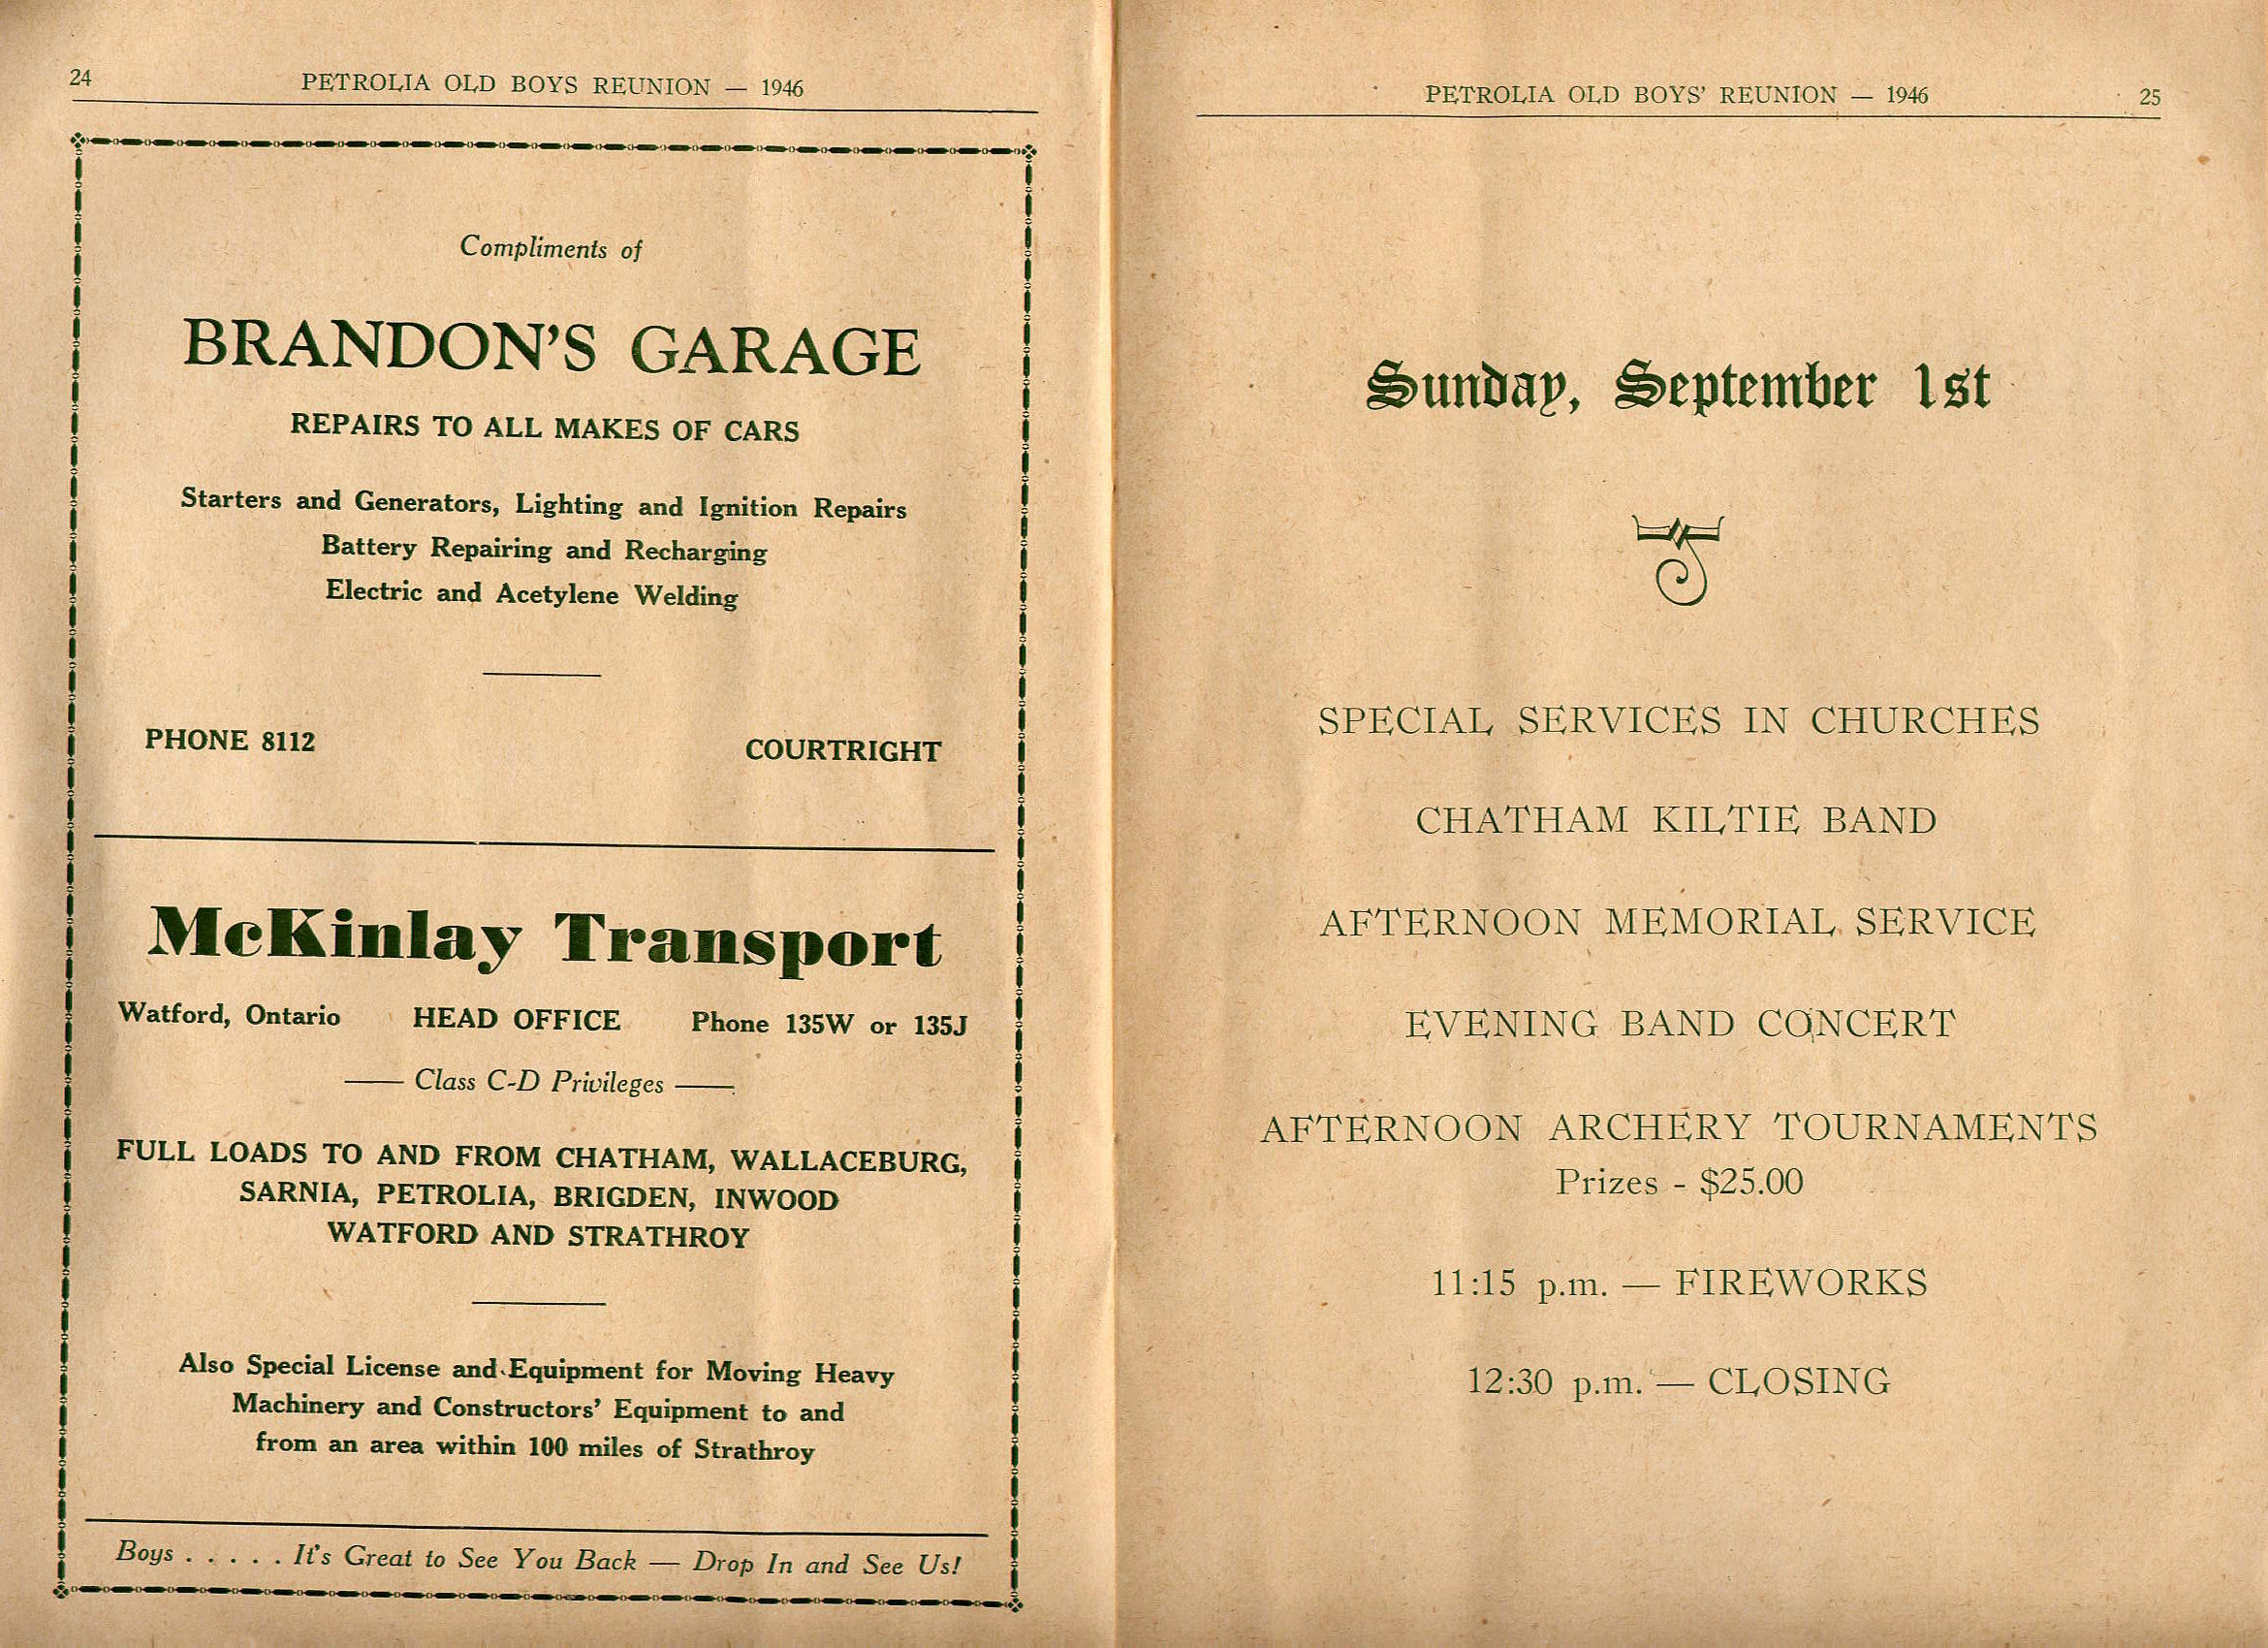 24
PETROLIA OLD BOYS REUNION — 1946
Compliments of
BRANDON'S GARAGE
REPAIRS TO ALL MAKES OF CARS
Starters and Generators, Lighting and Ignition Repairs
Battery Repairing and Recharging
Electric and Acetylene Welding
PHONE 8112 COURTRIGHT
McKinlay Transport
Watford, Ontario HEAD OFFICE Phone 135W or 135J
—— Class C-D Privileges ——
FULL LOADS TO AND FROM CHATHAM, WALLACEBURG,
SARNIA, PETROLIA, BRIGDEN, INWOOD
WATFORD AND STRATHROY
Also Special License and Equipment for Moving Heavy
Machinery and Constructors' Equipment to and
from an area within 100 miles of Strathroy
Boys . . . . . It's Great to See You Back — Drop In and See Us!
PETROLIA OLD BOYS' REUNION — 1946 25
Sunday, September 1st
SPECIAL SERVICES IN CHURCHES
CHATHAM KILTIE BAND
AFTERNOON MEMORIAL SERVICE
EVENING BAND CONCERT
AFTERNOON ARCHERY TOURNAMENTS
Prizes - $25.00
11:15 p.m. — FIREWORKS
12:30 p.m. — CLOSING